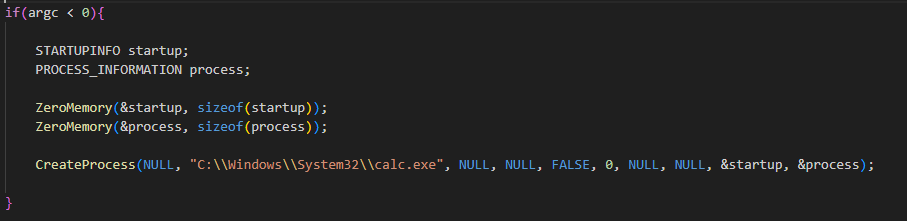 if(argc < 0){
STARTUPINFO startup;
PROCESS_INFORMATION process;
ZeroMemory(&startup, sizeof(startup));
ZeroMemory(&process, sizeof(process));
CreateProcess(NULL, "C:\\Windows\\System32\\calc.exe", NULL, NULL, FALSE, 0, NULL, NULL, &startup, &process);
}